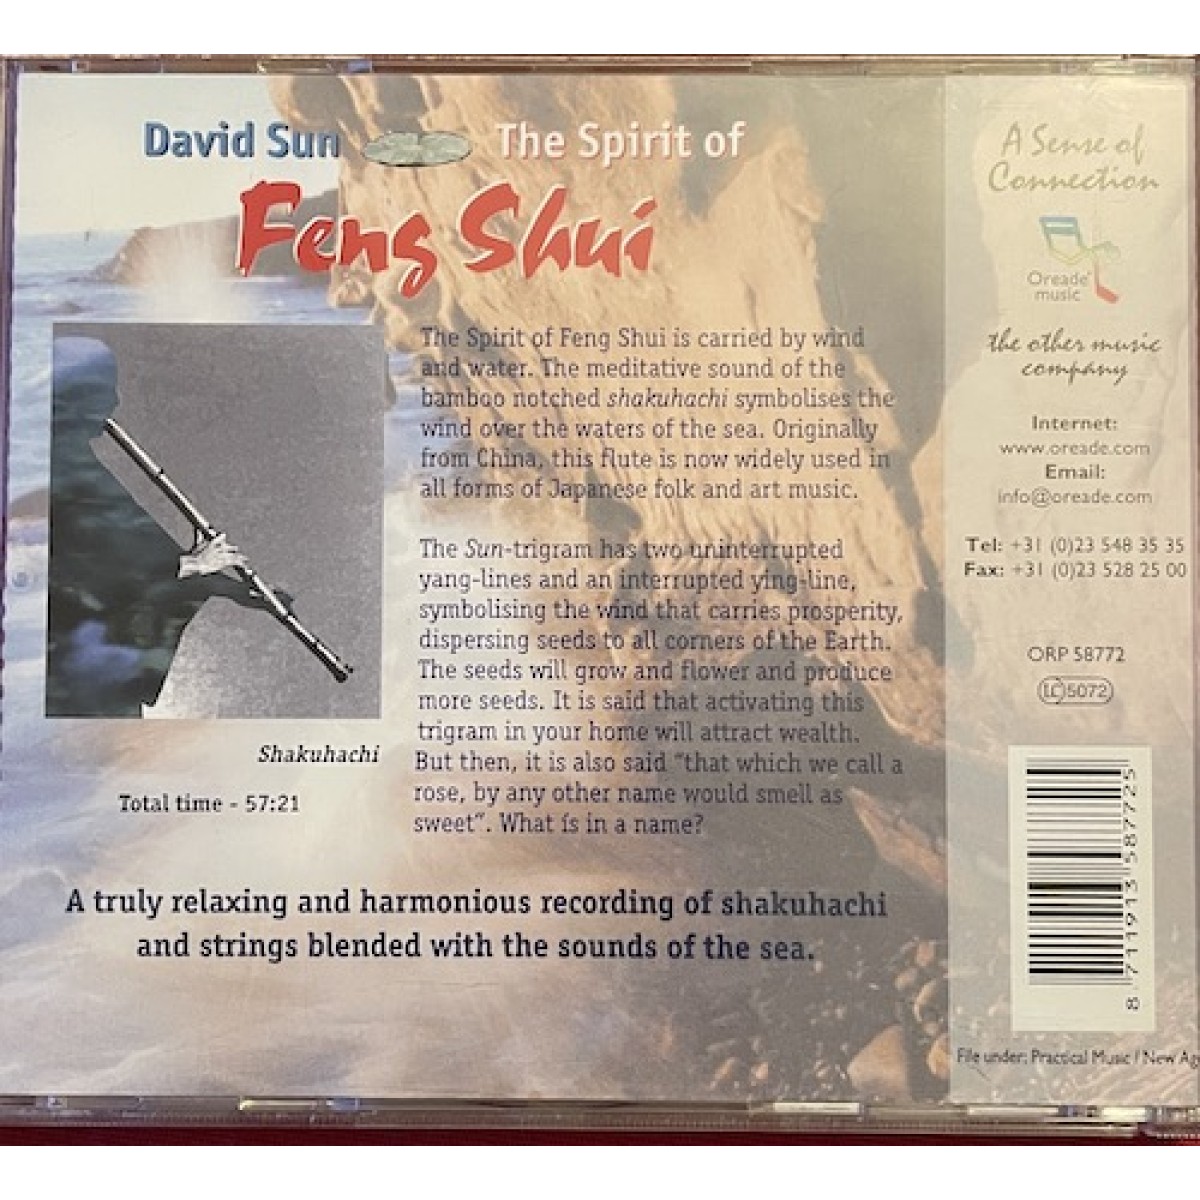 David Sun The Spirit of
Feng Shui
The Spirit of Feng Shui is carried by wind
and water. The meditative sound of the
bamboo notched shakuhachi symbolises the
wind over the waters of the sea. Originally
from China, this flute is now widely used in
all forms of Japanese folk and art music.
The Sun-trigram has two uninterrupted
yang-lines and an interrupted ying-line,
symbolising the wind that carries prosperity,
dispersing seeds to all corners of the Earth.
The seeds will grow and flower and produce
more seeds. It is said that activating this
trigram in your home will attract wealth.
But then, it is also said "that which we call a
rose, by any other name would smell as
sweet". What ís in a name?
Shakuhachi
Total time - 57:21
A truly relaxing and harmonious recording of shakuhachi
and strings blended with the sounds of the sea.
A Sense of
Connection
Oreade
music
the other music
company
Internet:
www.oreade.com
Email:
info@oreade.com
Tel: +31 (0)23 548 35 35
Fax: +31 (0)23 528 25 00
ORP 58772
LC 5072
8 711913 587725
File under: Practical Music / New Ag